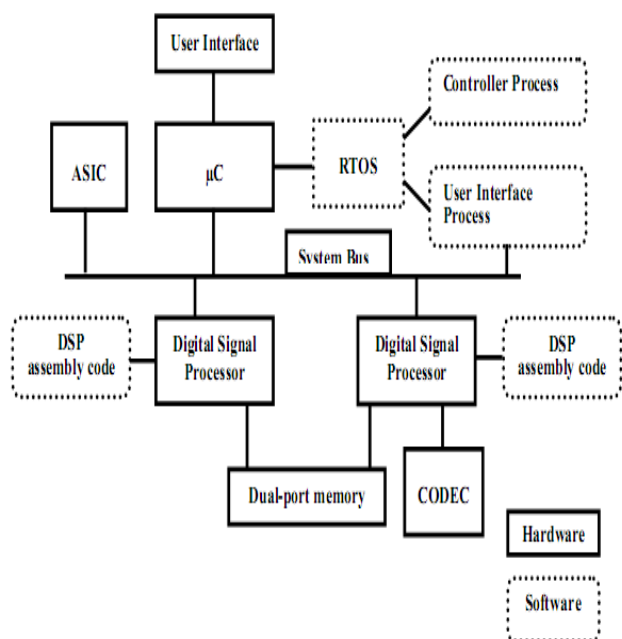 User Interface
Controller Process
ASIC
μC
RTOS
User Interface
Process
System Bus
DSP
assembly code
Digital Signal
Processor
Digital Signal
Processor
DSP
assembly code
Dual-port memory
CODEC
Hardware
Software